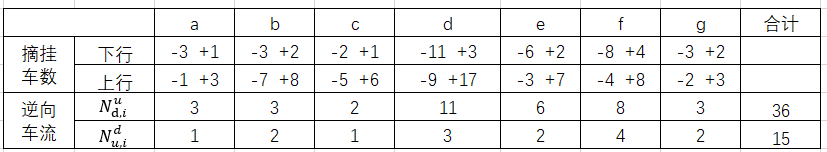 a b c d e f g 合计
摘挂车数 下行 -3 +1 -3 +2 -2 +1 -11 +3 -6 +2 -8 +4 -3 +2
上行 -1 +3 -7 +8 -5 +6 -9 +17 -3 +7 -4 +8 -2 +3
逆向车流 N^u_{d,i} 3 3 2 11 6 8 3 36
N^d_{u,i} 1 2 1 3 2 4 2 15